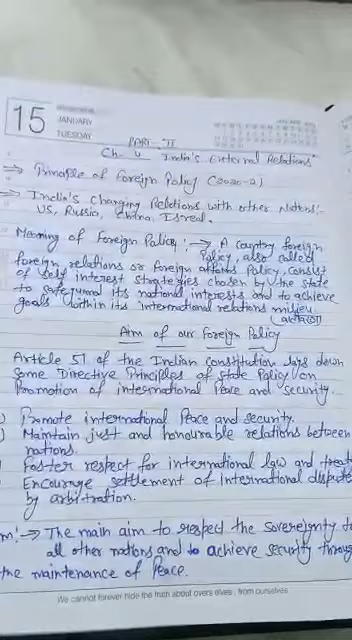 15
JANUARY
TUESDAY
PART-II
Ch-4 India's External Relations
→ Principle of Foreign Policy (2020-21)
→ India's Changing Relations with other Nations:-
US, Russia, China, Isreal.
Meaning of Foreign Policy :→ A country foreign
Policy, also called
foreign relations or foreign affairs Policy, consist
of self interest strategies chosen by the state
to safeguard its national interests and to achieve
goals within its international relations milieu
Aim of our Foreign Policy
Article 51 of the Indian constitution lays down
some Directive Principles of state Policy on
Promotion of international Peace and security.
) Promote international Peace and security.
) Maintain just and honourable relations between
nations.
Foster respect for international law and treat
Encourage settlement of international dispute
by arbitration.
m:→ The main aim to respect the sovereignty
all other nations and to achieve security throug
the maintenance of Peace.
We cannot forever hide the truth about overs elves, from ourselves